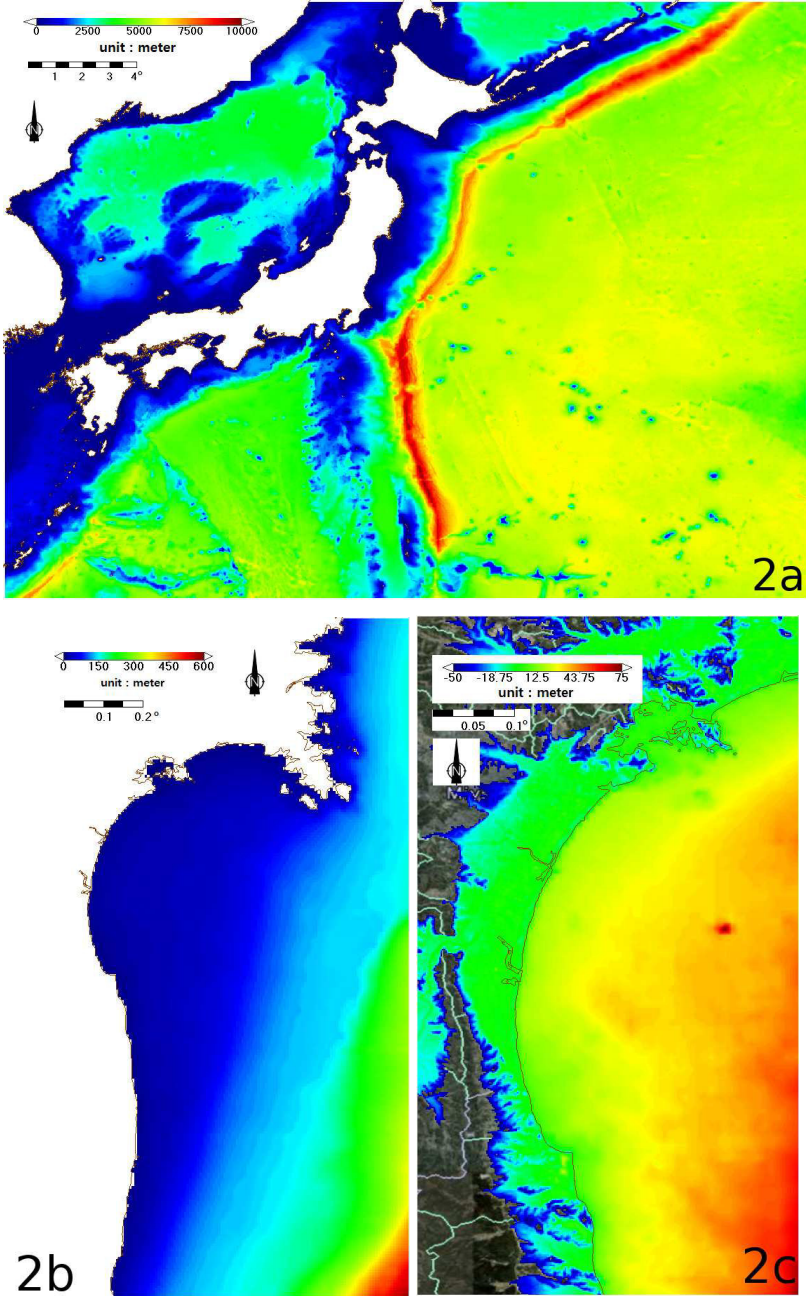 0 2500 5000 7500 10000
unit : meter
1 2 3 4°
N
2a
0 150 300 450 600
unit : meter
0.1 0.2°
N
2b
-50 -18.75 12.5 43.75 75
unit : meter
0.05 0.1°
N
2c